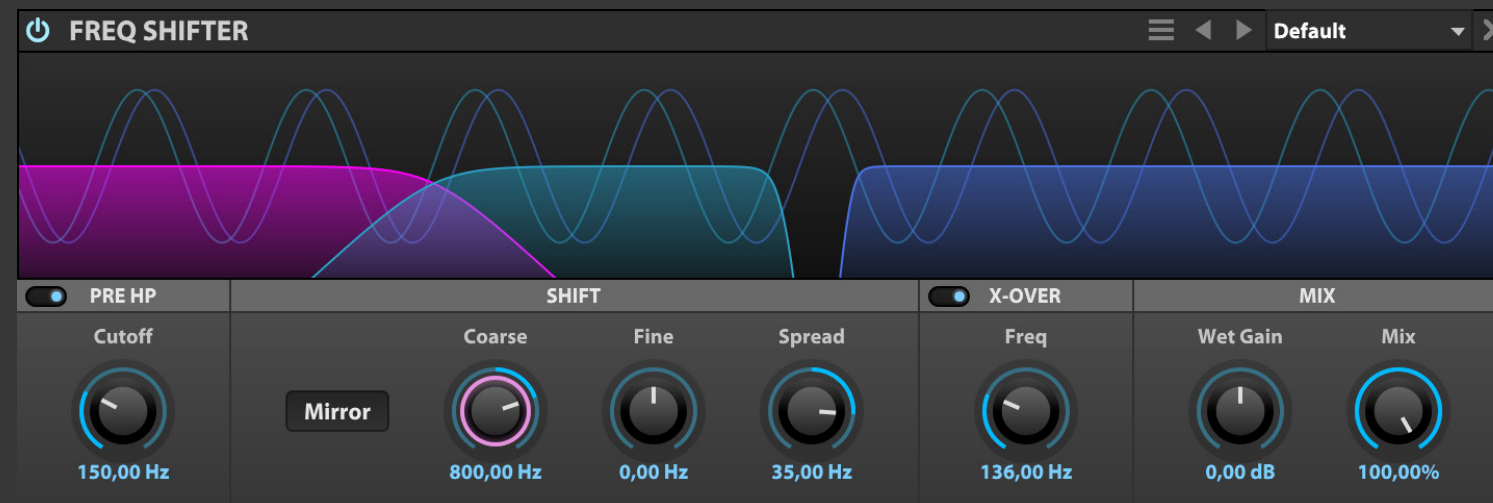 FREQ SHIFTER
Default
PRE HP SHIFT X-OVER MIX
Cutoff Coarse Fine Spread Freq Wet Gain Mix
Mirror
150,00 Hz 800,00 Hz 0,00 Hz 35,00 Hz 136,00 Hz 0,00 dB 100,00%